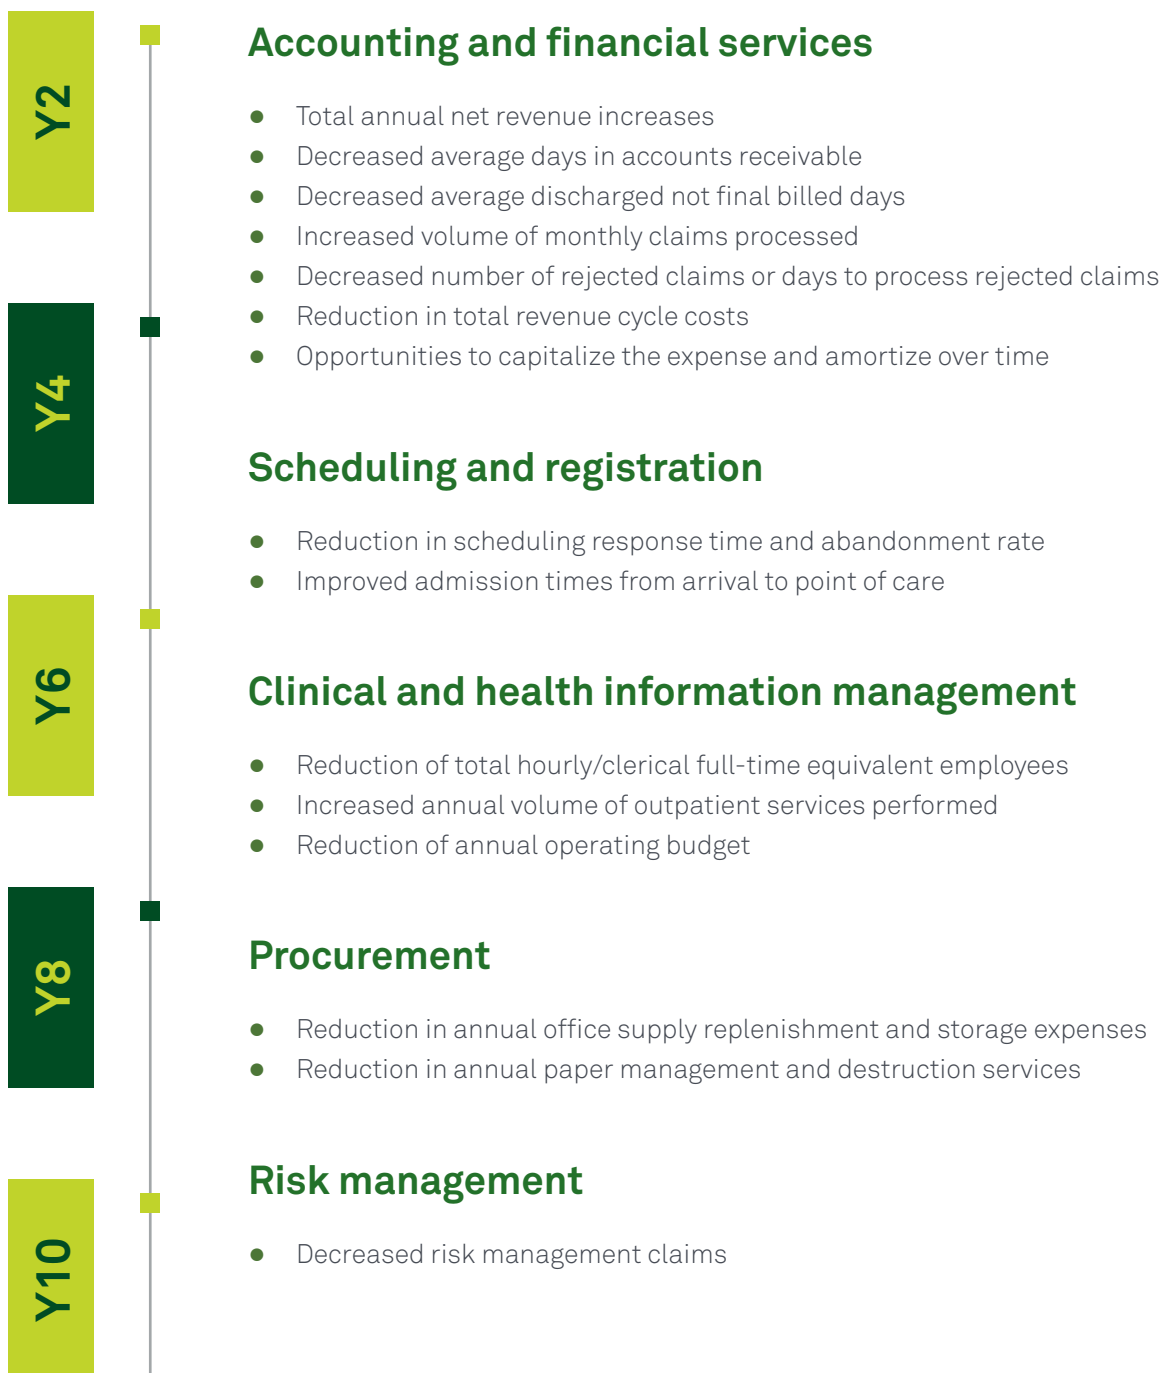 Y2
Y4
Y6
Y8
Y10
Accounting and financial services
● Total annual net revenue increases
● Decreased average days in accounts receivable
● Decreased average discharged not final billed days
● Increased volume of monthly claims processed
● Decreased number of rejected claims or days to process rejected claims
● Reduction in total revenue cycle costs
● Opportunities to capitalize the expense and amortize over time
Scheduling and registration
● Reduction in scheduling response time and abandonment rate
● Improved admission times from arrival to point of care
Clinical and health information management
● Reduction of total hourly/clerical full-time equivalent employees
● Increased annual volume of outpatient services performed
● Reduction of annual operating budget
Procurement
● Reduction in annual office supply replenishment and storage expenses
● Reduction in annual paper management and destruction services
Risk management
● Decreased risk management claims